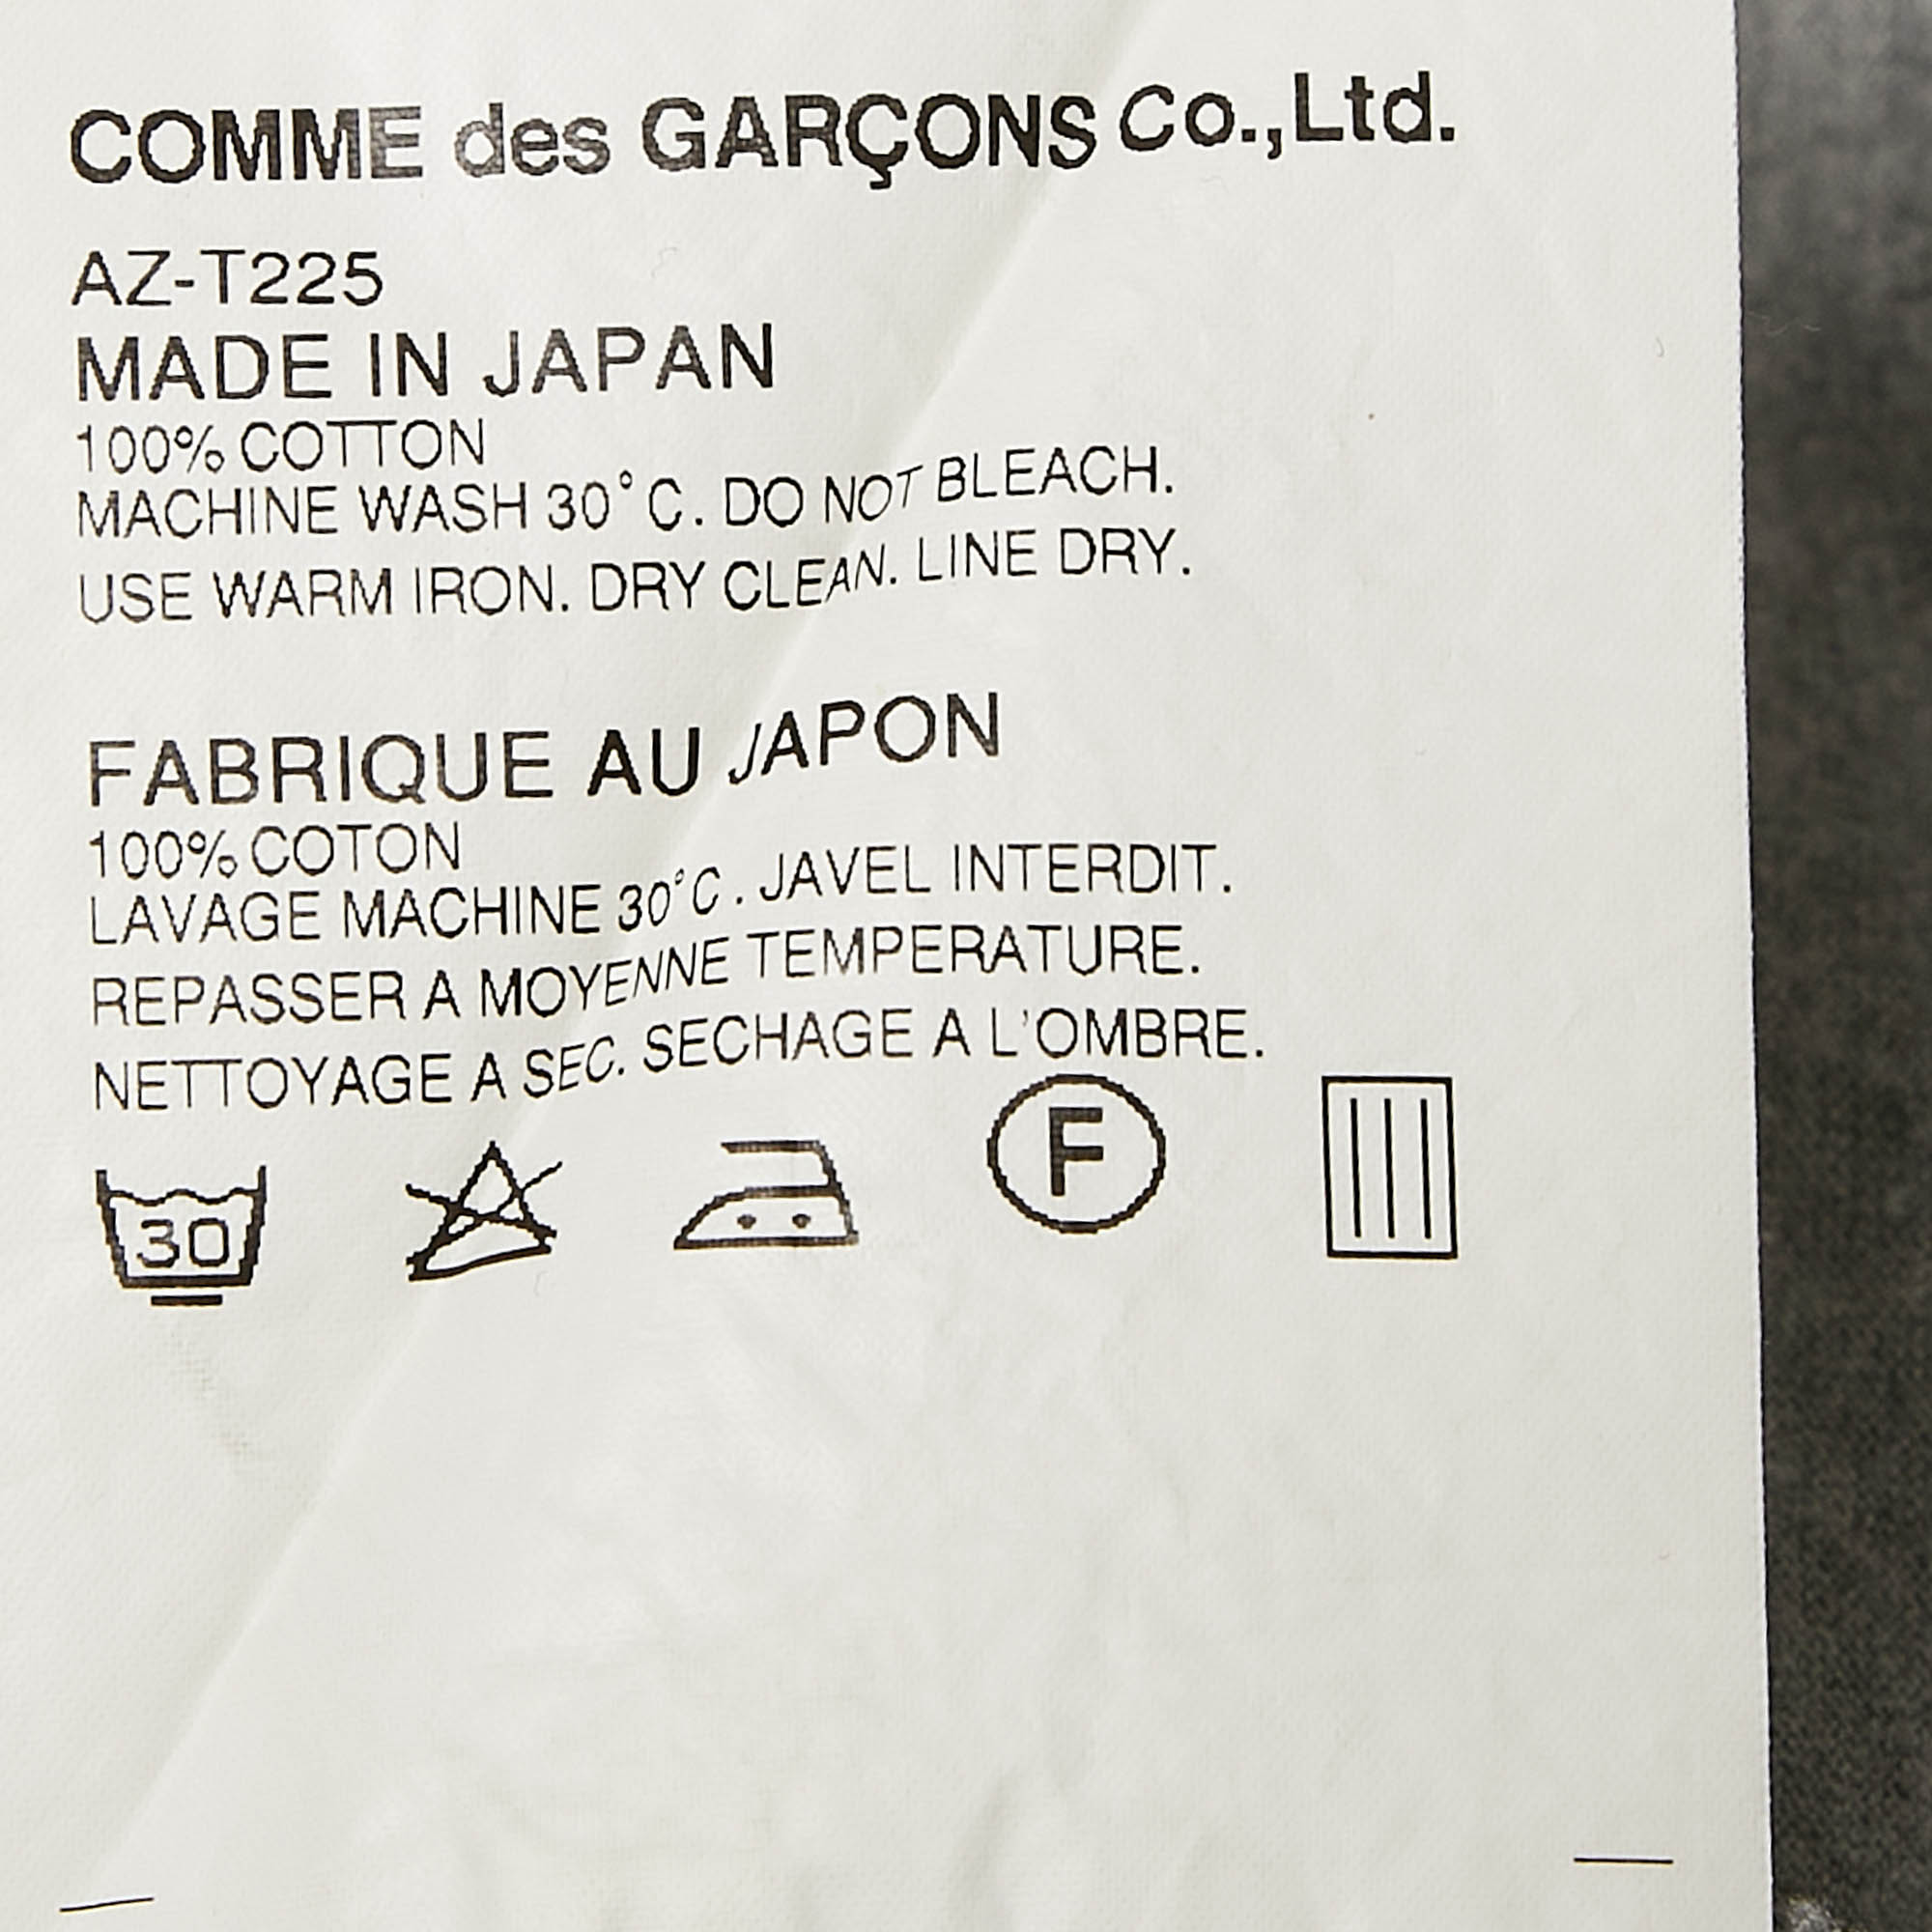 COMME des GARÇONS Co.,Ltd.
AZ-T225
MADE IN JAPAN
100% COTTON
MACHINE WASH 30°C. DO NOT BLEACH.
USE WARM IRON. DRY CLEAN. LINE DRY.
FABRIQUE AU JAPON
100% COTON
LAVAGE MACHINE 30°C. JAVEL INTERDIT.
REPASSER A MOYENNE TEMPERATURE.
NETTOYAGE A SEC. SECHAGE A L'OMBRE.
30 F